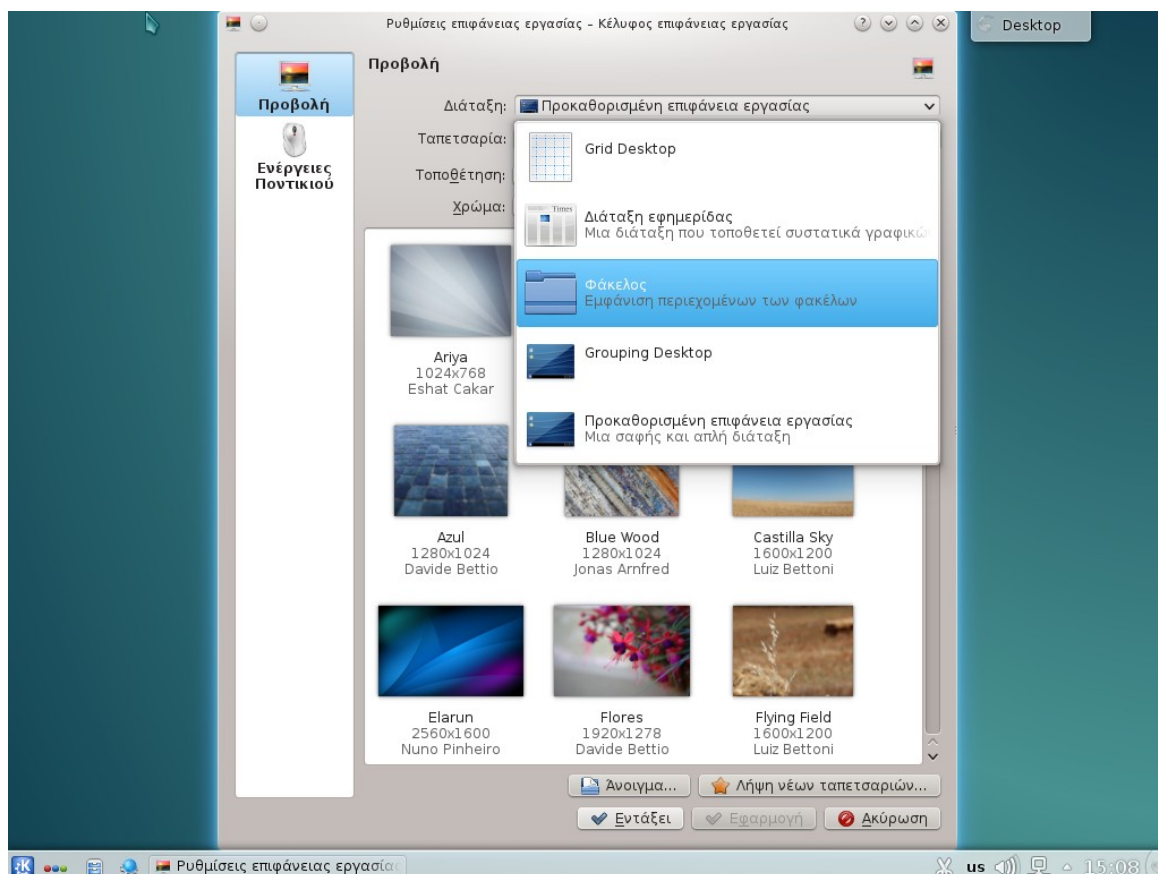 Ρυθμίσεις επιφάνειας εργασίας – Κέλυφος επιφάνειας εργασίας
Desktop
Προβολή
Ενέργειες
Ποντικιού
Προβολή
Διάταξη:
Προκαθορισμένη επιφάνεια εργασίας
Ταπετσαρία:
Τοποθέτηση:
Χρώμα:
Grid Desktop
Times
Διάταξη εφημερίδας
Μια διάταξη που τοποθετεί συστατικά γραφικώ
Φάκελος
Εμφάνιση περιεχομένων των φακέλων
Grouping Desktop
Προκαθορισμένη επιφάνεια εργασίας
Μια σαφής και απλή διάταξη
Ariya
1024x768
Eshat Cakar
Azul
1280x1024
Davide Bettio
Blue Wood
1280x1024
Jonas Arnfred
Castilla Sky
1600x1200
Luiz Bettoni
Elarun
2560x1600
Nuno Pinheiro
Flores
1920x1278
Davide Bettio
Flying Field
1600x1200
Luiz Bettoni
Άνοιγμα...
Λήψη νέων ταπετσαριών...
Εντάξει
Εφαρμογή
Ακύρωση
Ρυθμίσεις επιφάνειας εργασίας
us
15:08